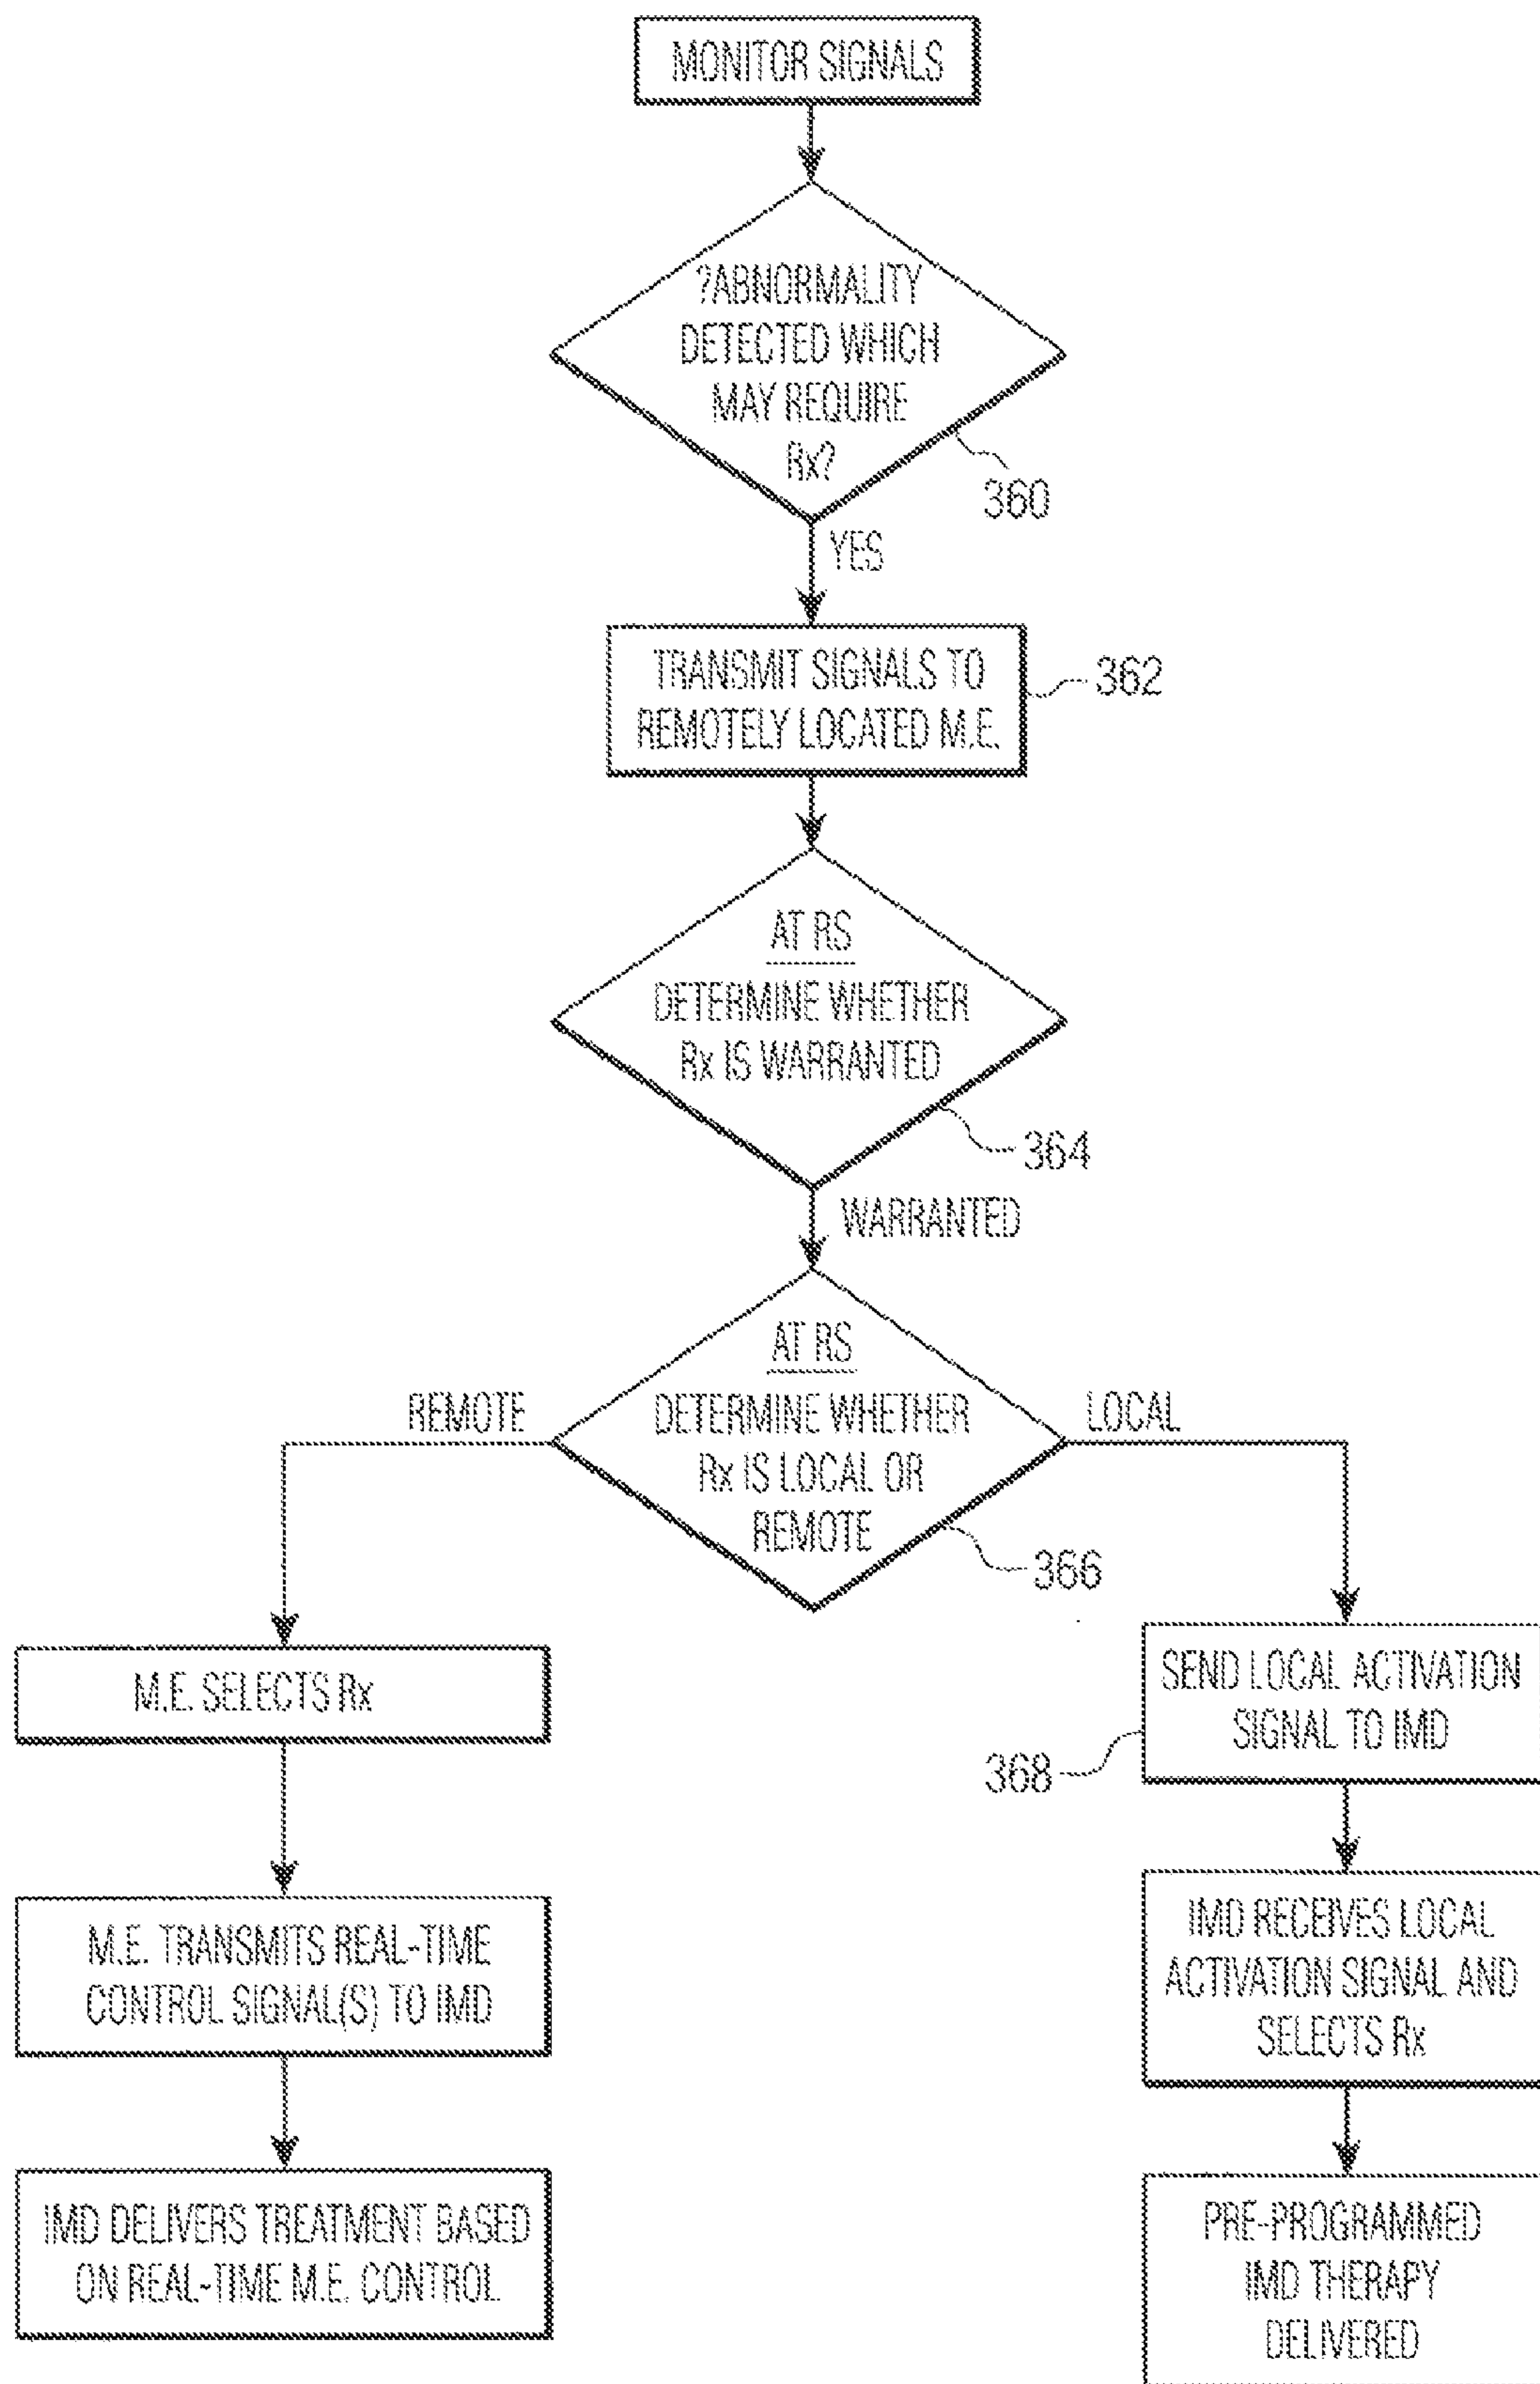 MONITOR SIGNALS
?ABNORMALITY
DETECTED WHICH
MAY REQUIRE
Rx?
360
YES
TRANSMIT SIGNALS TO
REMOTELY LOCATED M.E.
362
AT RS
DETERMINE WHETHER
Rx IS WARRANTED
364
WARRANTED
AT RS
DETERMINE WHETHER
Rx IS LOCAL OR
REMOTE
366
REMOTE
LOCAL
M.E. SELECTS Rx
M.E. TRANSMITS REAL-TIME
CONTROL SIGNAL(S) TO IMD
IMD DELIVERS TREATMENT BASED
ON REAL-TIME M.E. CONTROL
SEND LOCAL ACTIVATION
SIGNAL TO IMD
368
IMD RECEIVES LOCAL
ACTIVATION SIGNAL AND
SELECTS Rx
PRE-PROGRAMMED
IMD THERAPY
DELIVERED